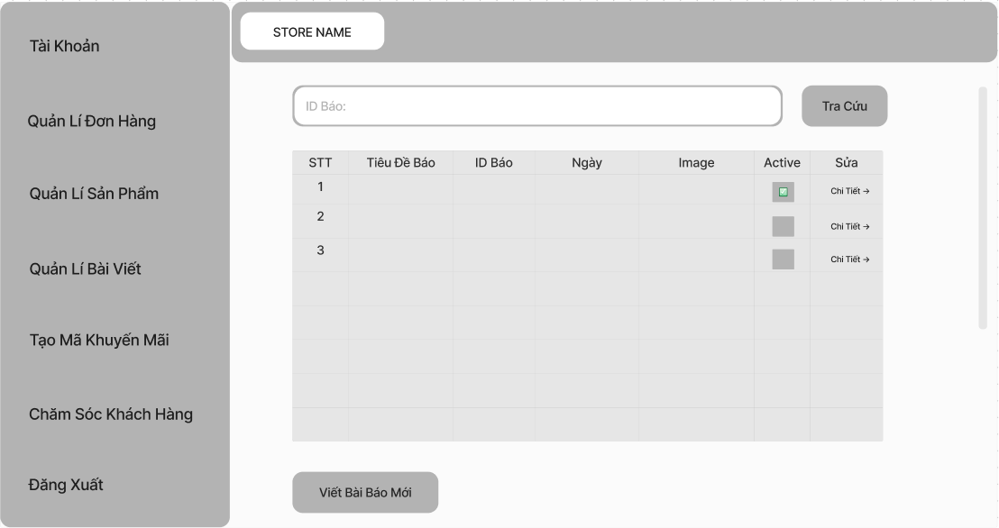 Tài Khoản
Quản Lí Đơn Hàng
Quản Lí Sản Phẩm
Quản Lí Bài Viết
Tạo Mã Khuyến Mãi
Chăm Sóc Khách Hàng
Đăng Xuất
STORE NAME
ID Báo:
Tra Cứu
STT Tiêu Đề Báo ID Báo Ngày Image Active Sửa
1 Chi Tiết →
2 Chi Tiết →
3 Chi Tiết →
Viết Bài Báo Mới